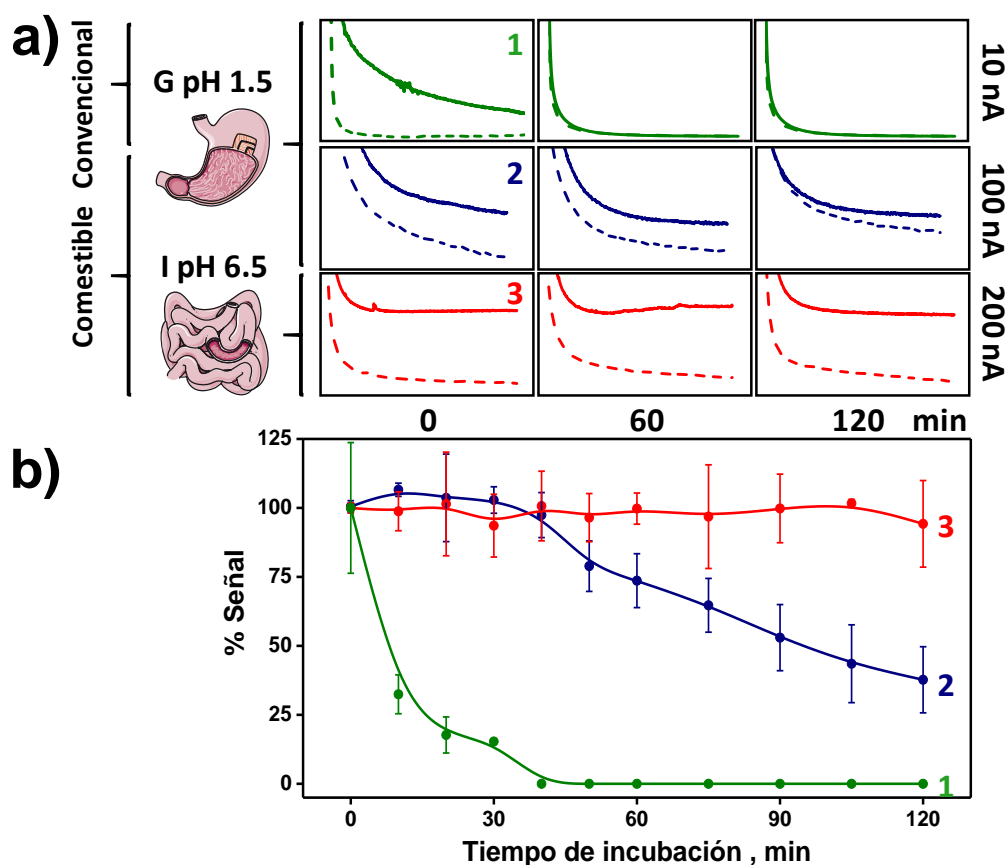 a)
Convencional
Comestible
G pH 1.5
I pH 6.5
1
10 nA
2
100 nA
3
200 nA
0 60 120 min
b)
% Señal
125
100
75
50
25
0
3
2
1
0 30 60 90 120
Tiempo de incubación , min